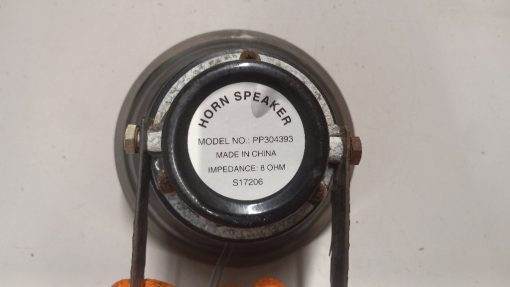 HORN SPEAKER
MODEL NO.: PP304393
MADE IN CHINA
IMPEDANCE: 8 OHM
S17206